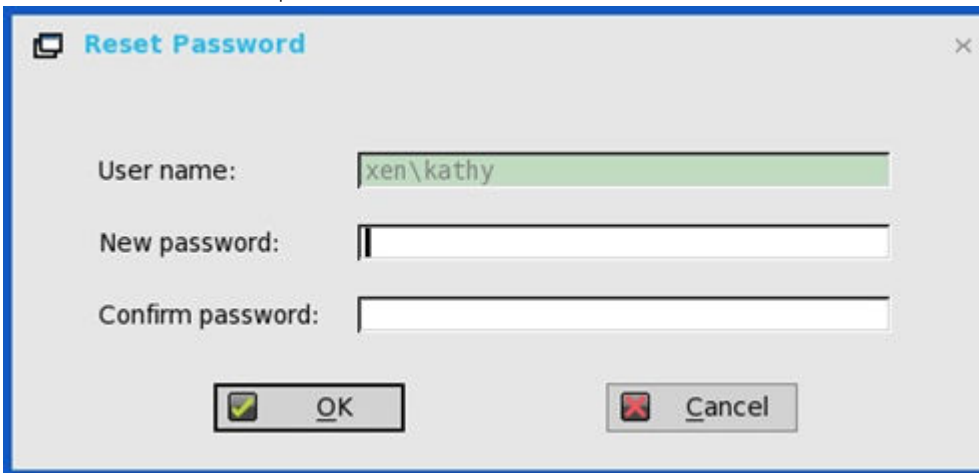 Reset Password
User name: xen\kathy
New password:
Confirm password:
OK Cancel